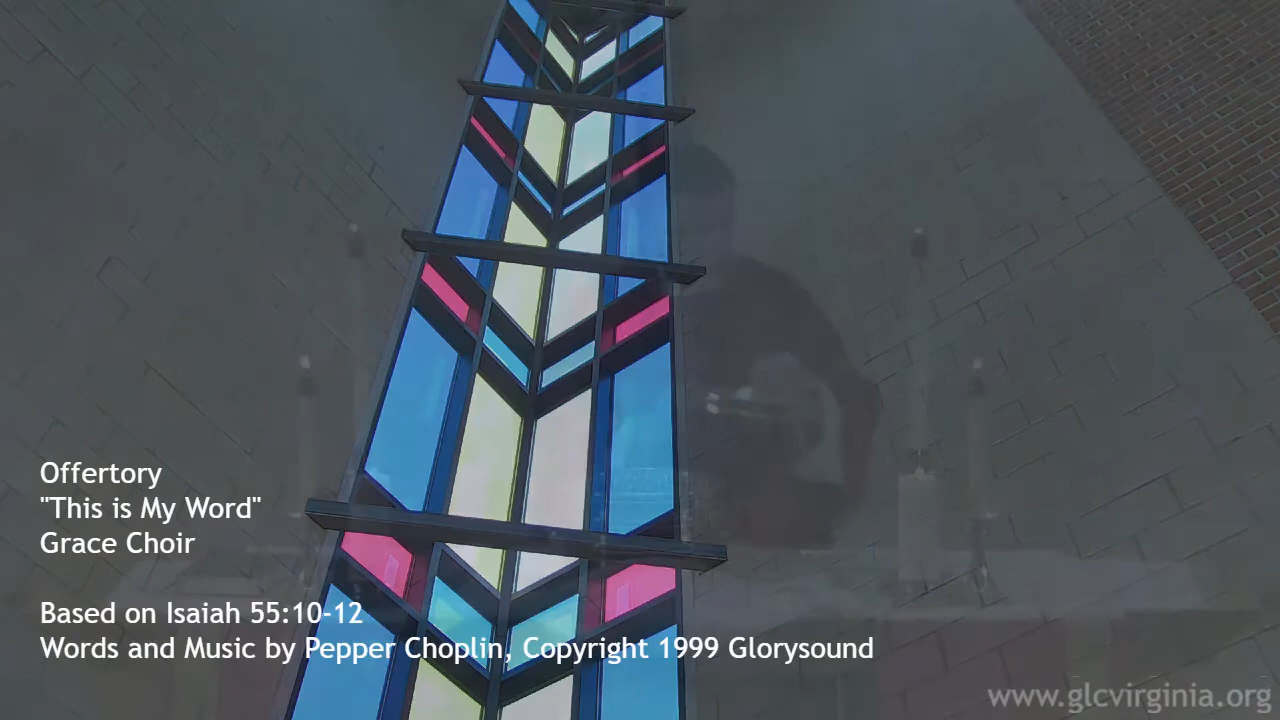 Offertory
"This is My Word"
Grace Choir
Based on Isaiah 55:10-12
Words and Music by Pepper Choplin, Copyright 1999 Glorysound
www.glcvirginia.org